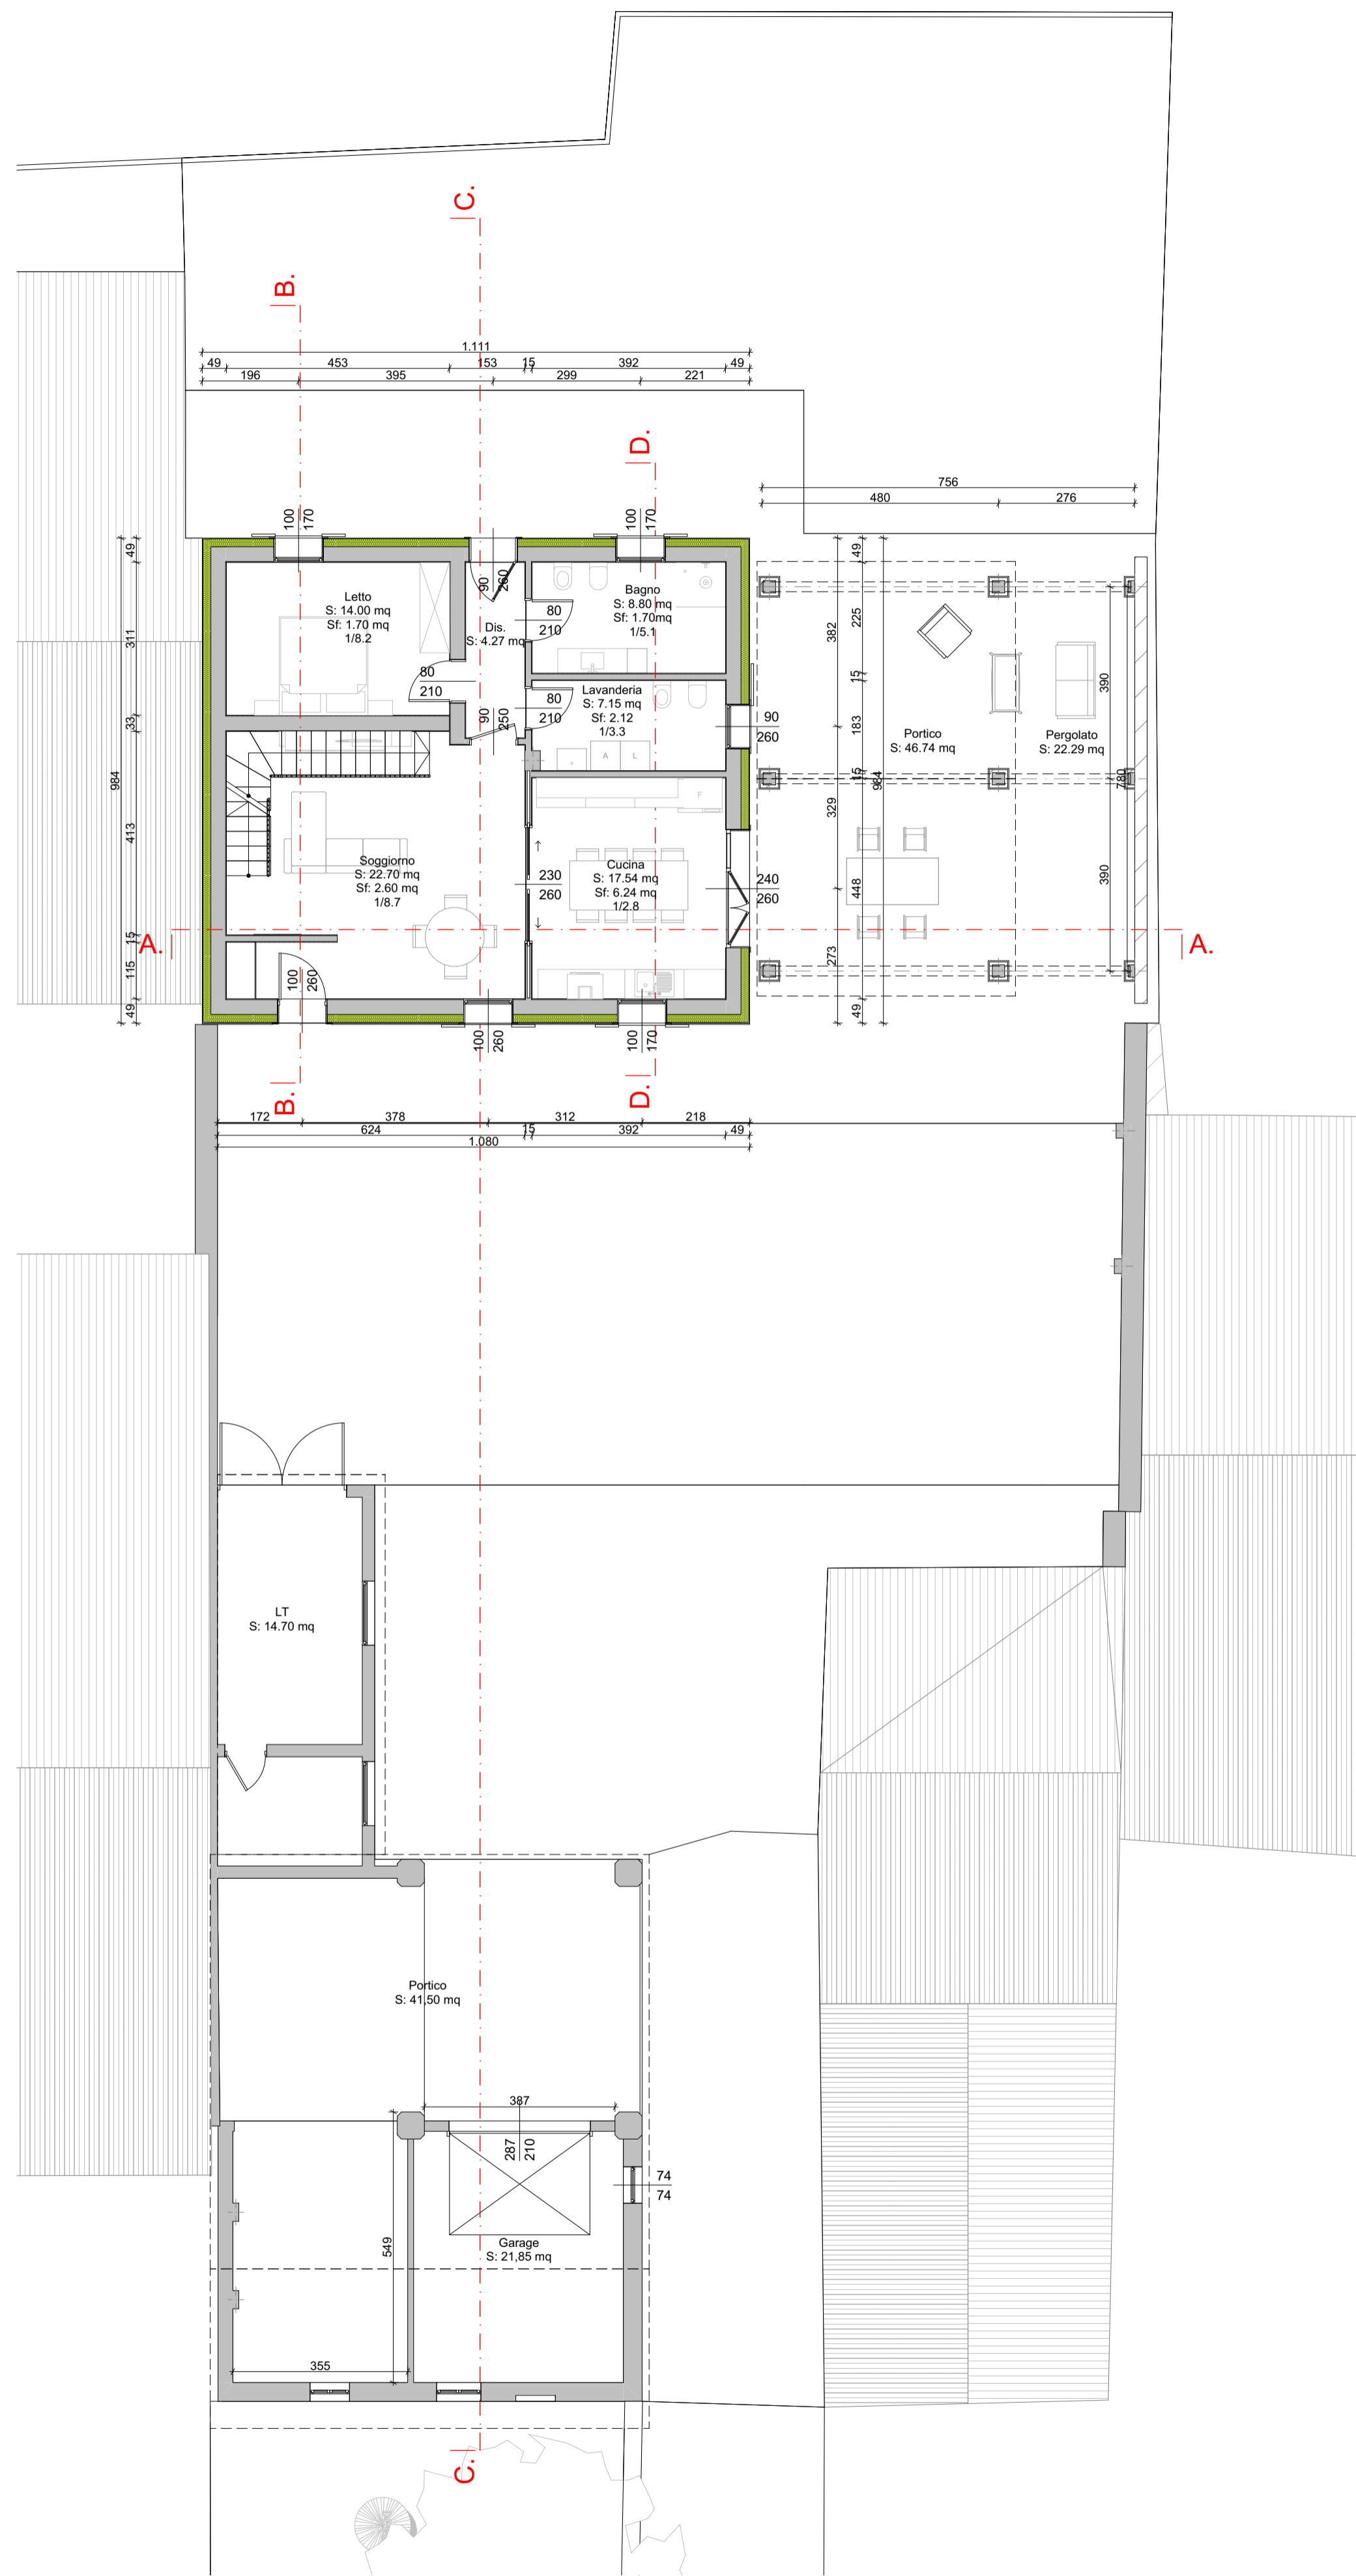 C.
B.
1.111
49
453
153
15
392
49
196
395
299
221
D.
756
480
276
100
170
90
260
100
170
49
311
33
413
15
115
49
984
Letto
S: 14.00 mq
Sf: 1.70 mq
1/8.2
Dis.
S: 4.27 mq
80
210
Bagno
S: 8.80 mq
Sf: 1.70mq
1/5.1
80
210
90
250
80
210
Lavanderia
S: 7.15 mq
Sf: 2.12
1/3.3
A
L
90
260
382
329
273
49
225
15
183
15
448
49
984
Portico
S: 46.74 mq
Pergolato
S: 22.29 mq
390
780
390
Soggiorno
S: 22.70 mq
Sf: 2.60 mq
1/8.7
230
260
F
Cucina
S: 17.54 mq
Sf: 6.24 mq
1/2.8
240
260
A.
A.
100
260
100
260
100
170
B.
D.
172
378
312
218
624
15
392
49
1.080
LT
S: 14.70 mq
Portico
S: 41,50 mq
387
287
210
74
74
549
Garage
S: 21,85 mq
355
C.